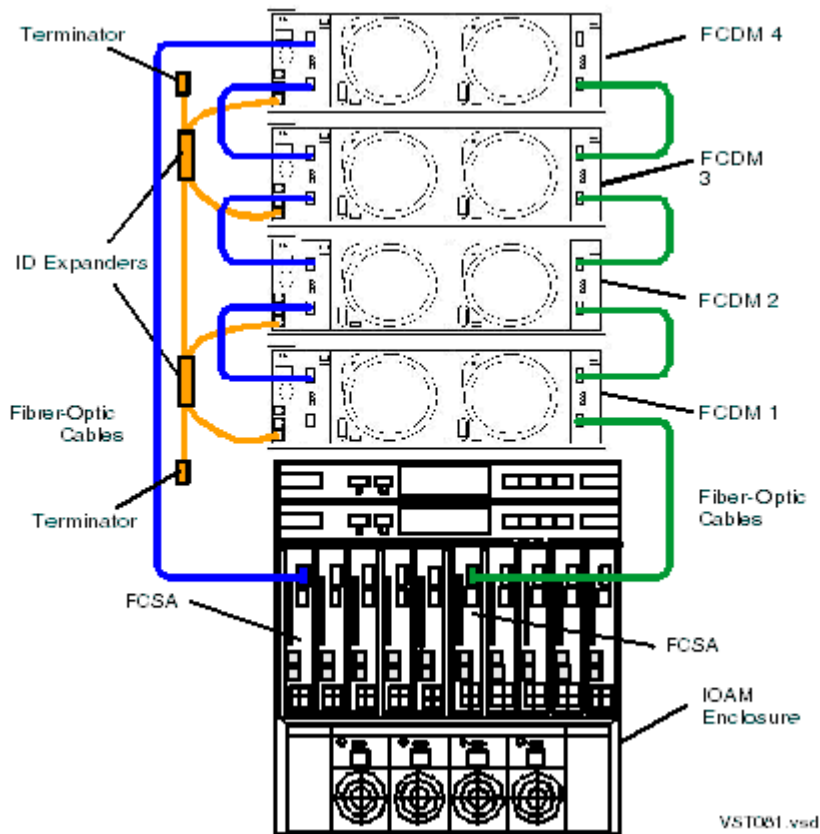 Terminator
FCDM 4
FCDM
3
ID Expanders
FCDM 2
Fibrer-Optic
Cables
FCDM 1
Terminator
Fiber-Optic
Cables
FCSA
FCSA
IOAM
Enclosure
VST081.vsd